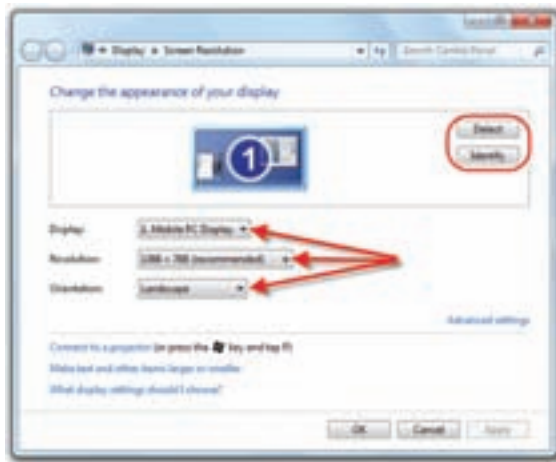 Display ▸ Screen Resolution
Search Control Panel
Change the appearance of your display
1
Detect
Identify
Display: 1. Mobile PC Display
Resolution: 1366 × 768 (recommended)
Orientation: Landscape
Advanced settings
Connect to a projector (or press the key and tap P)
Make text and other items larger or smaller
What display settings should I choose?
OK Cancel Apply